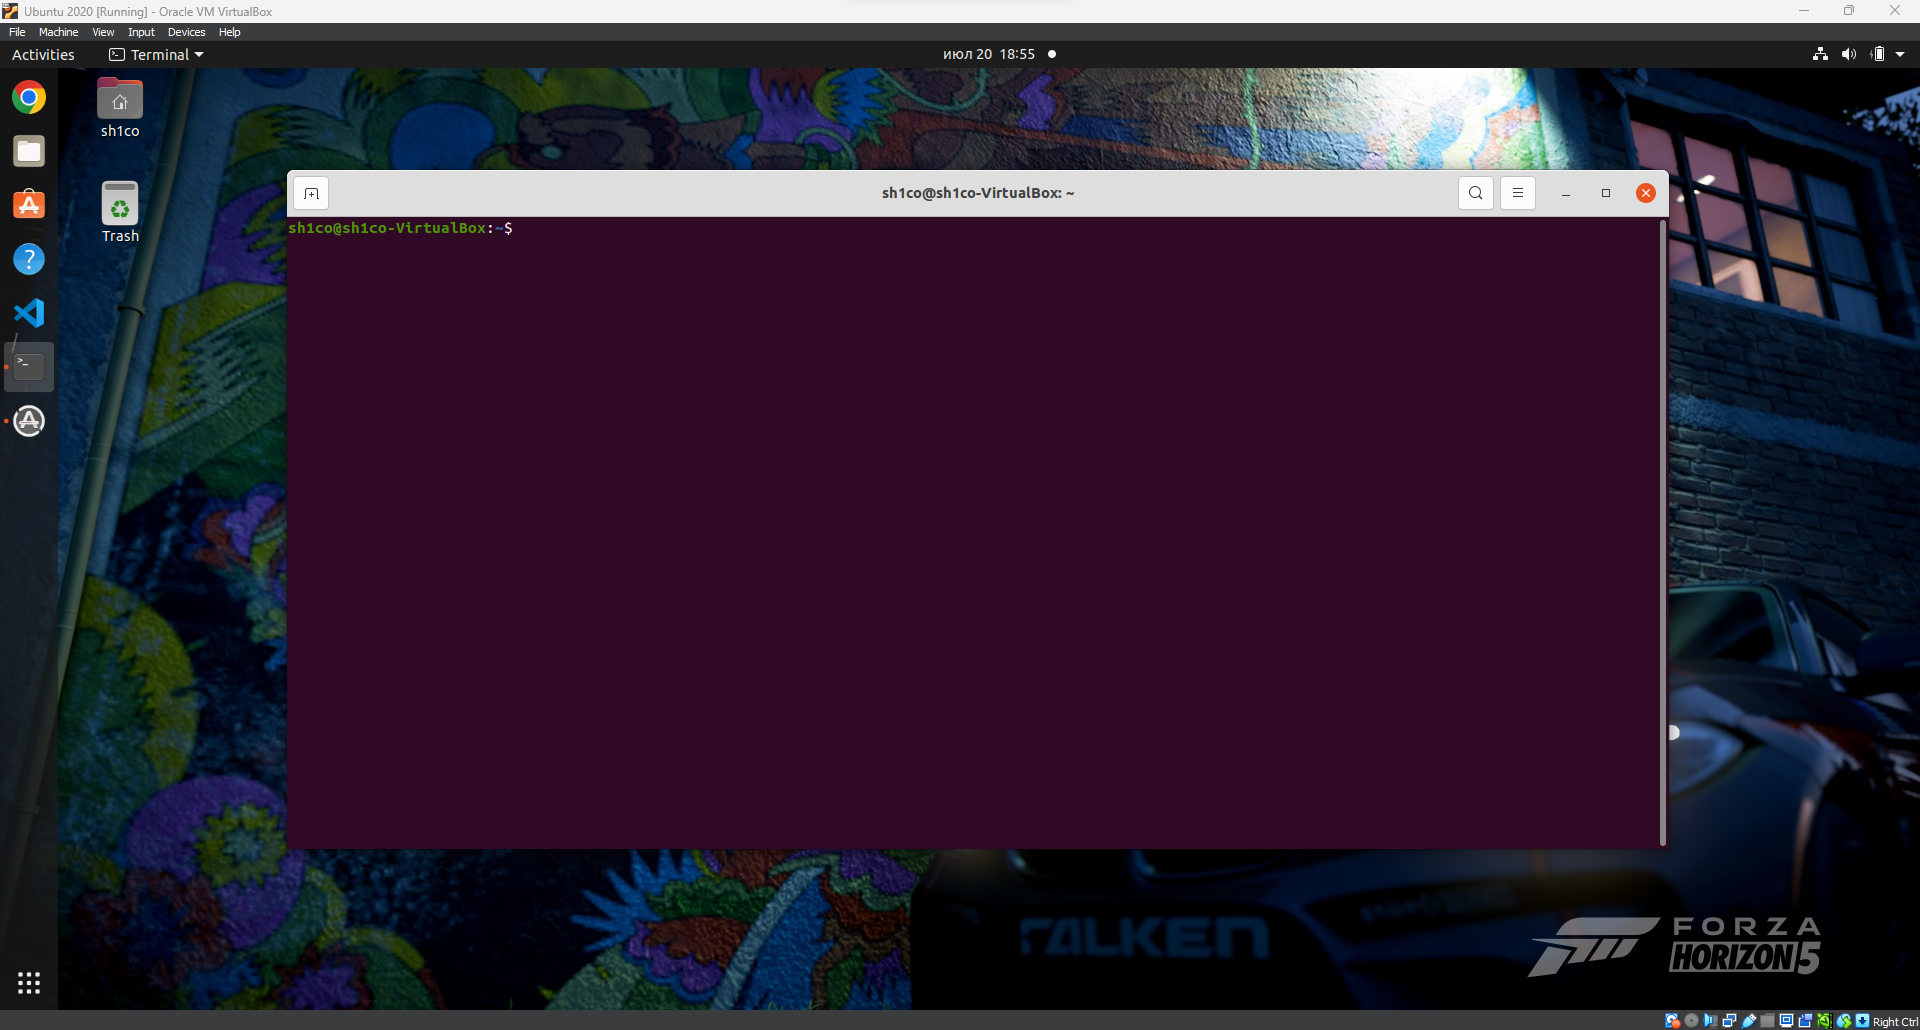 Ubuntu 2020 [Running] - Oracle VM VirtualBox
File Machine View Input Devices Help
Activities Terminal июл 20 18:55
sh1co
Trash
sh1co@sh1co-VirtualBox: ~
sh1co@sh1co-VirtualBox:~$
FALKEN
FORZA
HORIZON 5
Right Ctrl